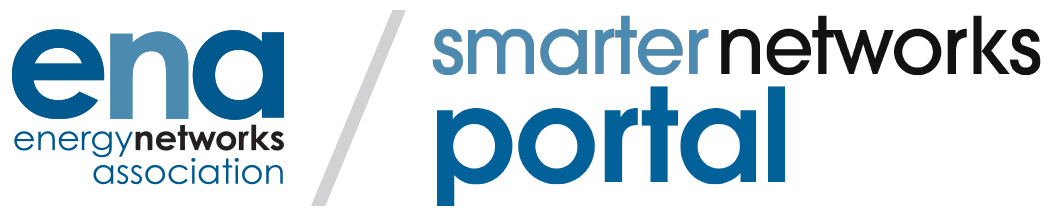 ena
energynetworks
association
smarternetworks
portal